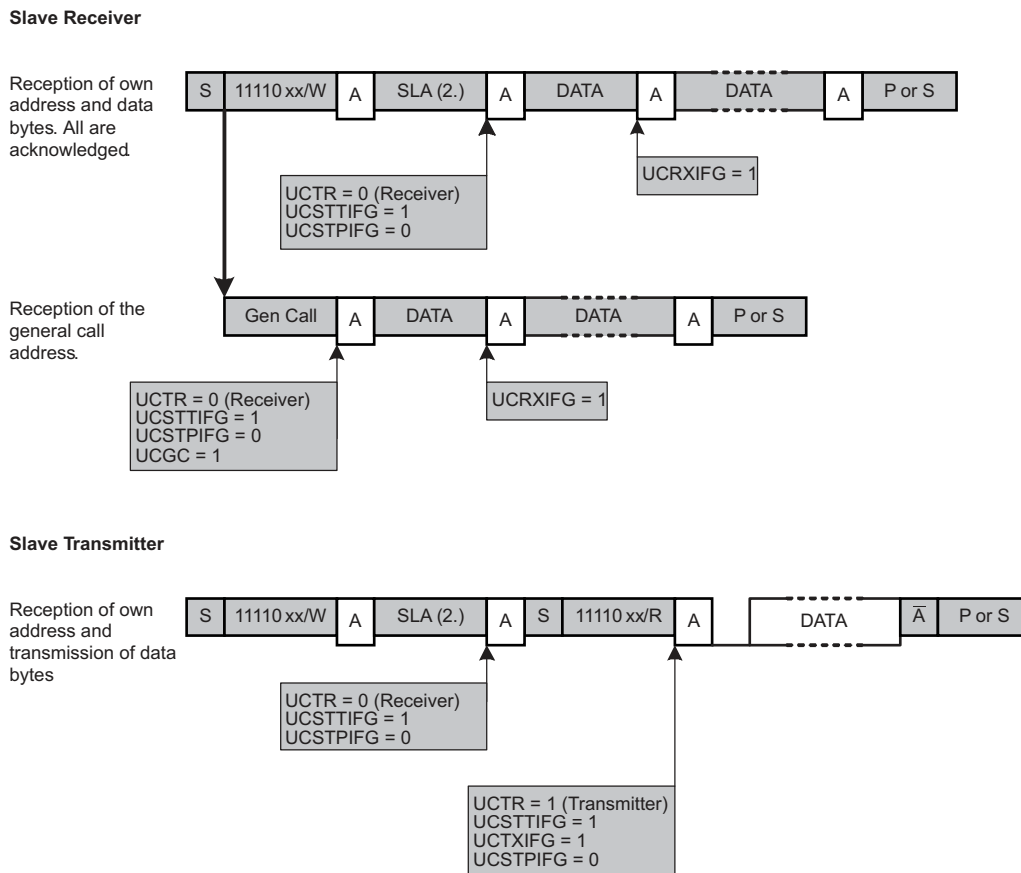 Slave Receiver
Reception of own
address and data
bytes. All are
acknowledged.
S 11110 xx/W A SLA (2.) A DATA A DATA A P or S
UCTR = 0 (Receiver)
UCSTTIFG = 1
UCSTPIFG = 0
UCRXIFG = 1
Reception of the
general call
address.
Gen Call A DATA A DATA A P or S
UCTR = 0 (Receiver)
UCSTTIFG = 1
UCSTPIFG = 0
UCGC = 1
UCRXIFG = 1
Slave Transmitter
Reception of own
address and
transmission of data
bytes
S 11110 xx/W A SLA (2.) A S 11110 xx/R A DATA A̅ P or S
UCTR = 0 (Receiver)
UCSTTIFG = 1
UCSTPIFG = 0
UCTR = 1 (Transmitter)
UCSTTIFG = 1
UCTXIFG = 1
UCSTPIFG = 0